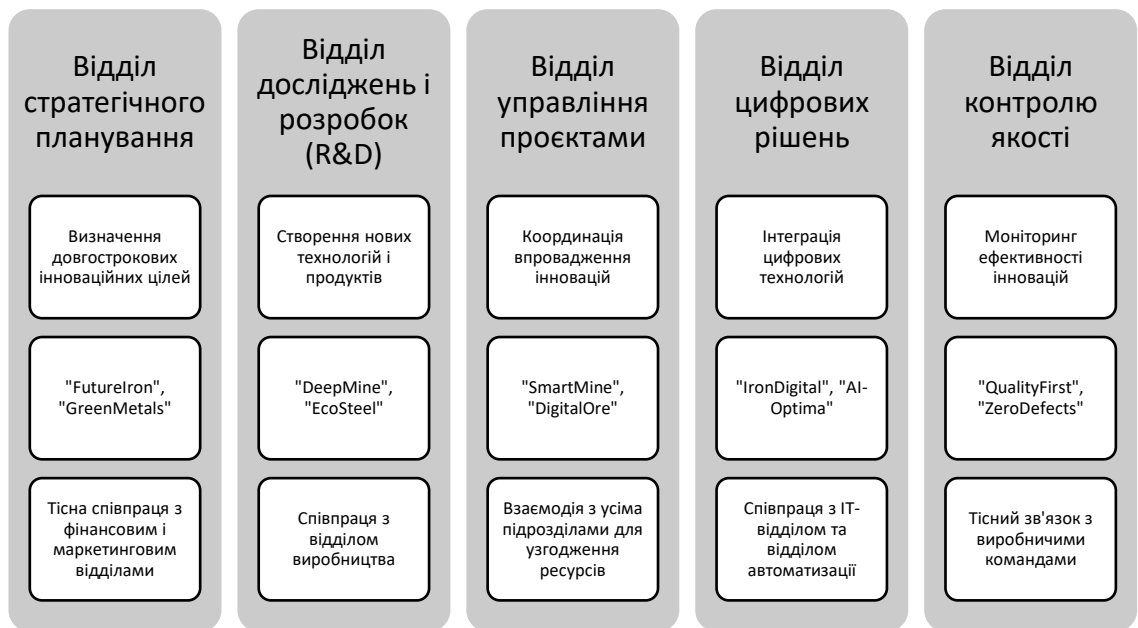 Відділ
стратегічного
планування
Визначення
довгострокових
інноваційних цілей
"FutureIron",
"GreenMetals"
Тісна співпраця з
фінансовим і
маркетинговим
відділами
Відділ
досліджень і
розробок
(R&D)
Створення нових
технологій і
продуктів
"DeepMine",
"EcoSteel"
Співпраця з
відділом
виробництва
Відділ
управління
проєктами
Координація
впровадження
інновацій
"SmartMine",
"DigitalOre"
Взаємодія з усіма
підрозділами для
узгодження
ресурсів
Відділ
цифрових
рішень
Інтеграція
цифрових
технологій
"IronDigital", "AI-
Optima"
Співпраця з ІТ-
відділом та
відділом
автоматизації
Відділ
контролю
якості
Моніторинг
ефективності
інновацій
"QualityFirst",
"ZeroDefects"
Тісний зв'язок з
виробничими
командами